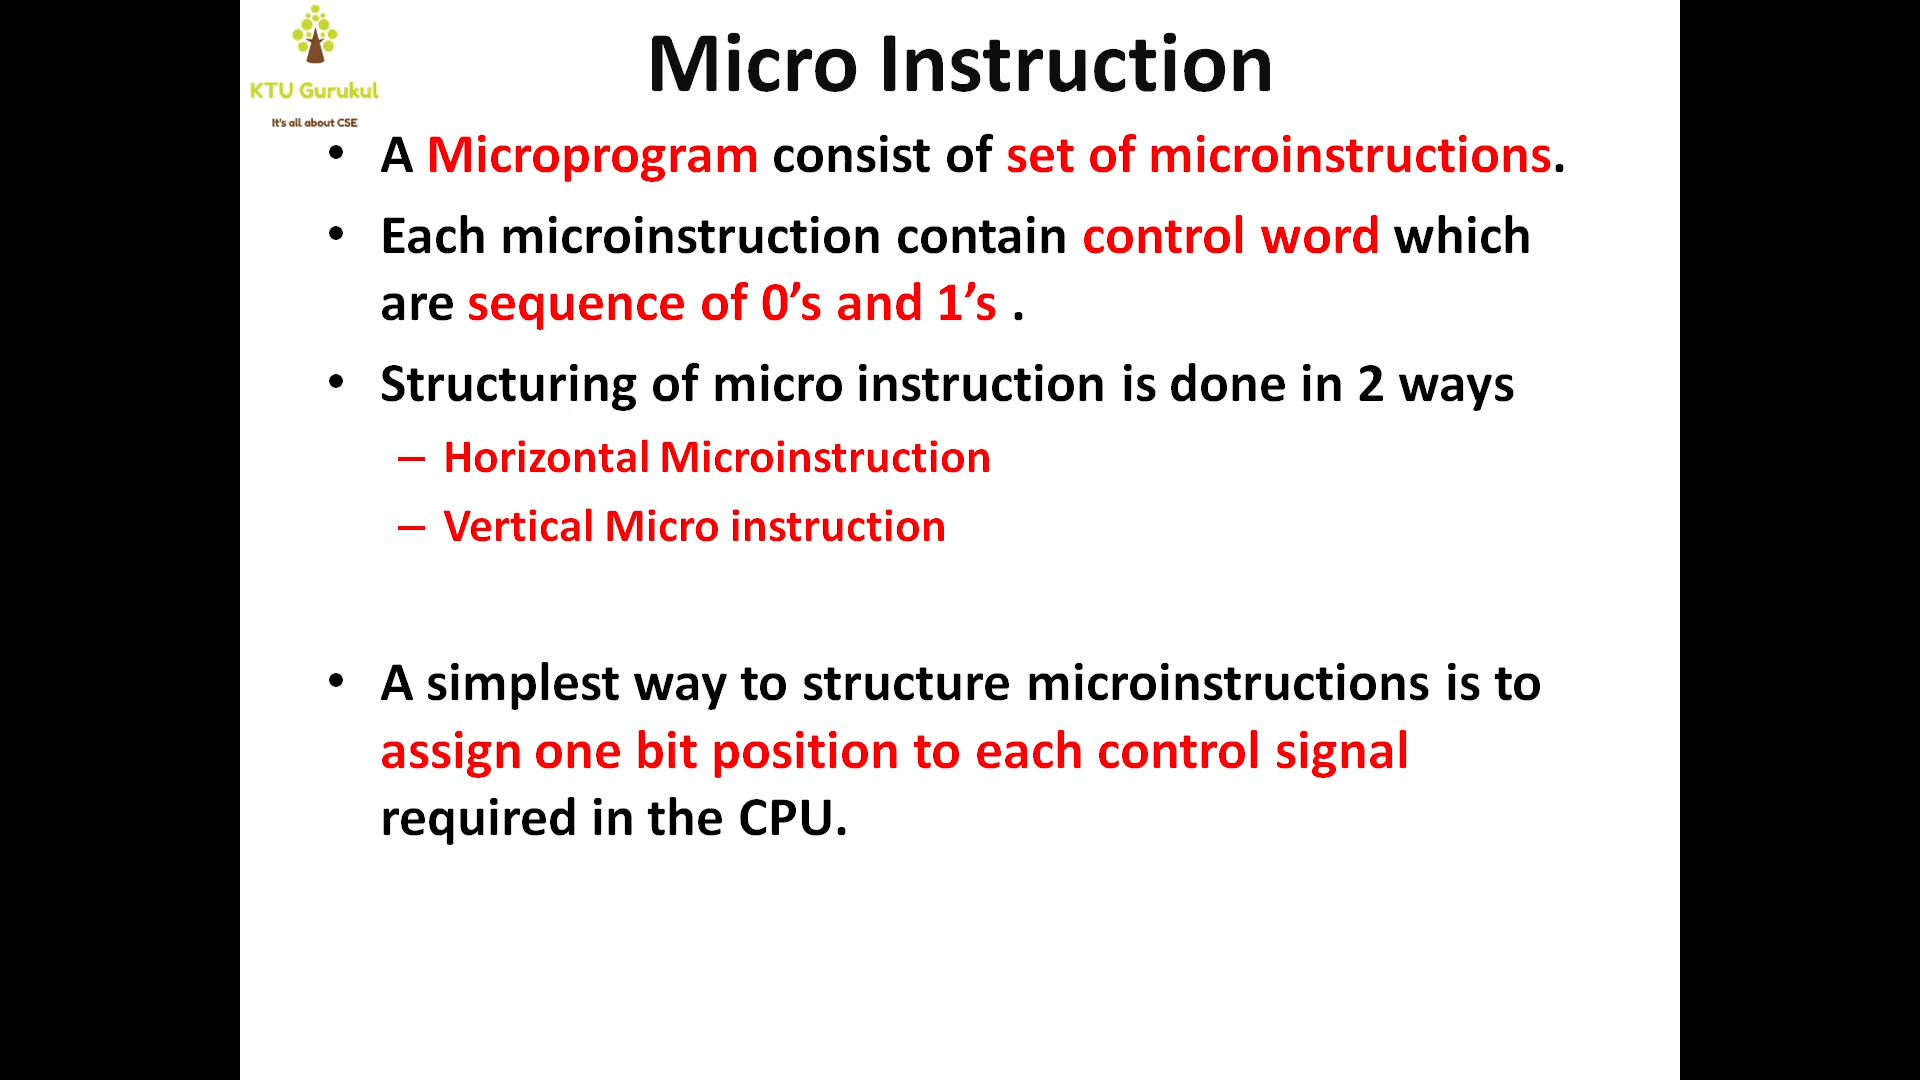 KTU Gurukul
It's all about CSE
Micro Instruction
• A Microprogram consist of set of microinstructions.
• Each microinstruction contain control word which
are sequence of 0’s and 1’s .
• Structuring of micro instruction is done in 2 ways
– Horizontal Microinstruction
– Vertical Micro instruction
• A simplest way to structure microinstructions is to
assign one bit position to each control signal
required in the CPU.